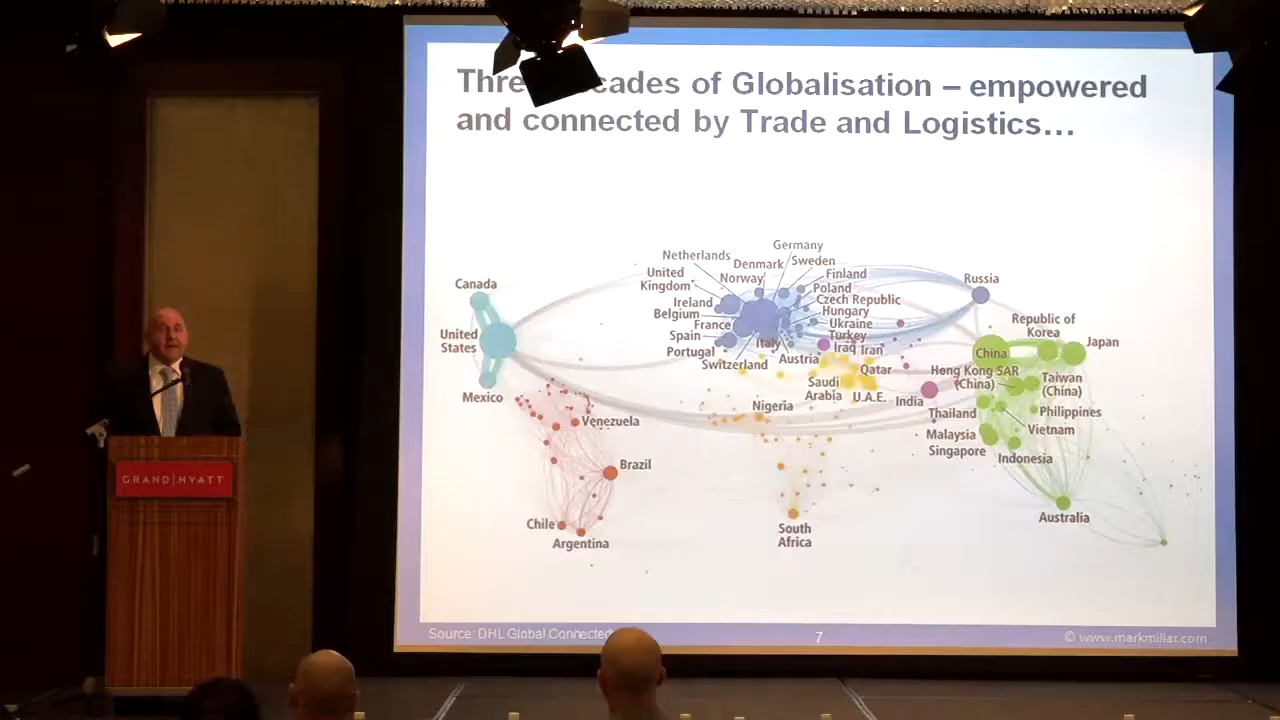 Three Decades of Globalisation – empowered
and connected by Trade and Logistics...
Germany
Netherlands
Denmark
Sweden
United
Kingdom
Norway
Finland
Russia
Canada
Poland
Ireland
Czech Republic
Belgium
Hungary
France
Ukraine
Republic of
Korea
United
States
Spain
Turkey
Italy
Japan
Portugal
Iraq
Iran
China
Switzerland
Austria
Qatar
Hong Kong SAR
(China)
Saudi
Arabia
U.A.E.
Taiwan
(China)
Mexico
India
Nigeria
Thailand
Philippines
Venezuela
Vietnam
Malaysia
Singapore
Indonesia
Brazil
Australia
Chile
South
Africa
Argentina
GRAND|HYATT
Source: DHL Global Connected
7
© www.markmillar.com